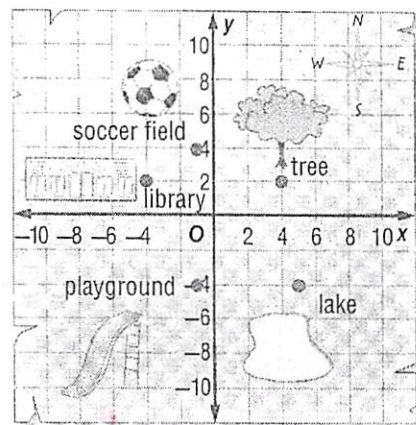 N
y
10
8
W E
6
S
soccer field
4
tree
2
library
−10 −8 −6 −4 O 2 4 6 8 10 x
playground −4
lake
−6
−8
−10